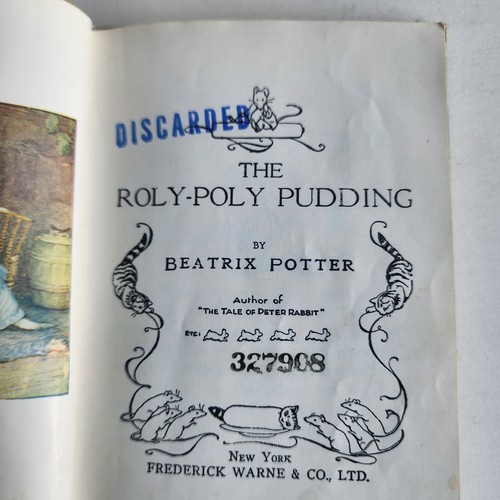 DISCARDED
THE
ROLY-POLY PUDDING
BY
BEATRIX POTTER
Author of
"THE TALE OF PETER RABBIT"
ETC:
327908
NEW YORK
FREDERICK WARNE & CO., LTD.